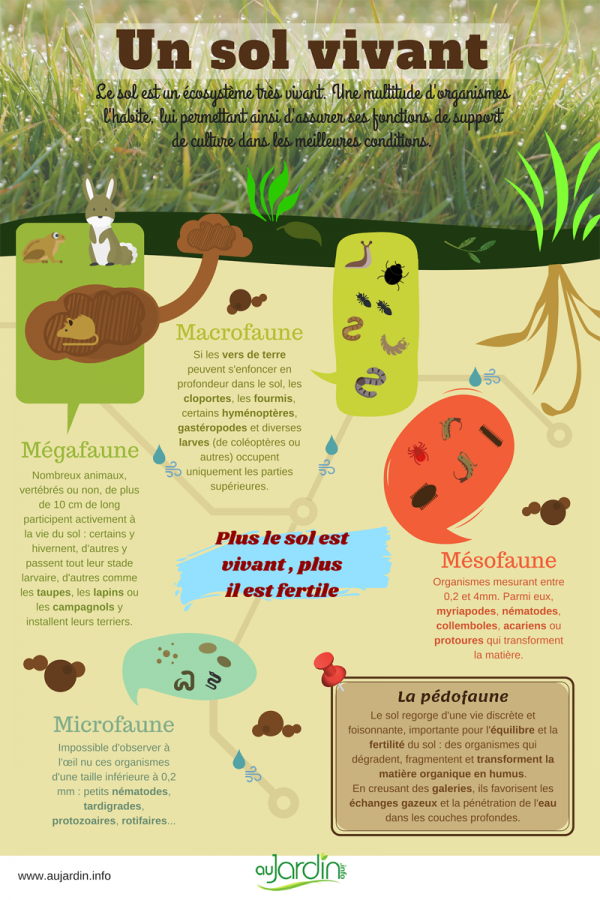 Un sol vivant
Le sol est un écosystème très vivant. Une multitude d'organismes
l'habite, lui permettant ainsi d'assurer ses fonctions de support
de culture dans les meilleures conditions.
Macrofaune
Si les vers de terre
peuvent s'enfoncer en
profondeur dans le sol, les
cloportes, les fourmis,
certains hyménoptères,
gastéropodes et diverses
larves (de coléoptères ou
autres) occupent
uniquement les parties
supérieures.
Mégafaune
Nombreux animaux,
vertébrés ou non, de plus
de 10 cm de long
participent activement à
la vie du sol : certains y
hivernent, d'autres y
passent tout leur stade
larvaire, d'autres comme
les taupes, les lapins ou
les campagnols y
installent leurs terriers.
Plus le sol est
vivant , plus
il est fertile
Mésofaune
Organismes mesurant entre
0,2 et 4mm. Parmi eux,
myriapodes, nématodes,
collemboles, acariens ou
protoures qui transforment
la matière.
Microfaune
Impossible d'observer à
l'œil nu ces organismes
d'une taille inférieure à 0,2
mm : petits nématodes,
tardigrades,
protozoaires, rotifaires...
La pédofaune
Le sol regorge d'une vie discrète et
foisonnante, importante pour l'équilibre et la
fertilité du sol : des organismes qui
dégradent, fragmentent et transforment la
matière organique en humus.
En creusant des galeries, ils favorisent les
échanges gazeux et la pénétration de l'eau
dans les couches profondes.
www.aujardin.info
auJardin.info